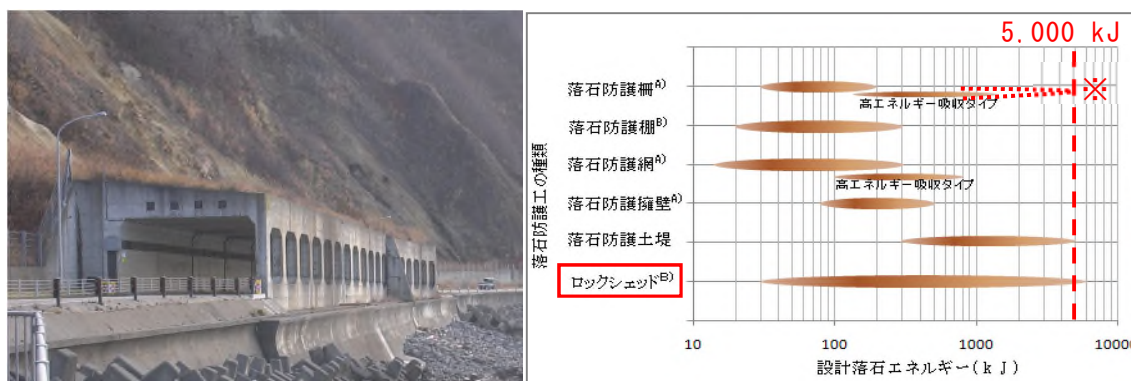 5.000 kJ
落石防護柵A)
※
高エネルギー吸収タイプ
落石防護棚B)
落石防護網A)
高エネルギー吸収タイプ
落石防護擁壁A)
落石防護土堤
ロックシェッドB)
落石防護工の種類
10
100
1000
10000
設計落石エネルギー(kJ)